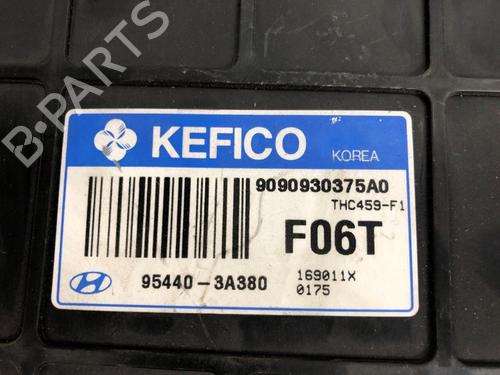 B-PARTS
KEFICO
KOREA
9090930375A0
THC459-F1
F06T
95440-3A380
169011X
0175